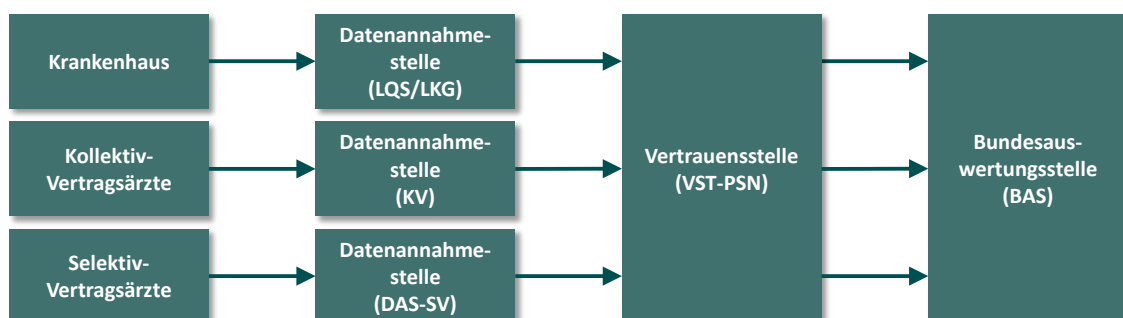 Krankenhaus
Datenannahme-
stelle
(LQS/LKG)
Kollektiv-
Vertragsärzte
Datenannahme-
stelle
(KV)
Selektiv-
Vertragsärzte
Datenannahme-
stelle
(DAS-SV)
Vertrauensstelle
(VST-PSN)
Bundesaus-
wertungsstelle
(BAS)